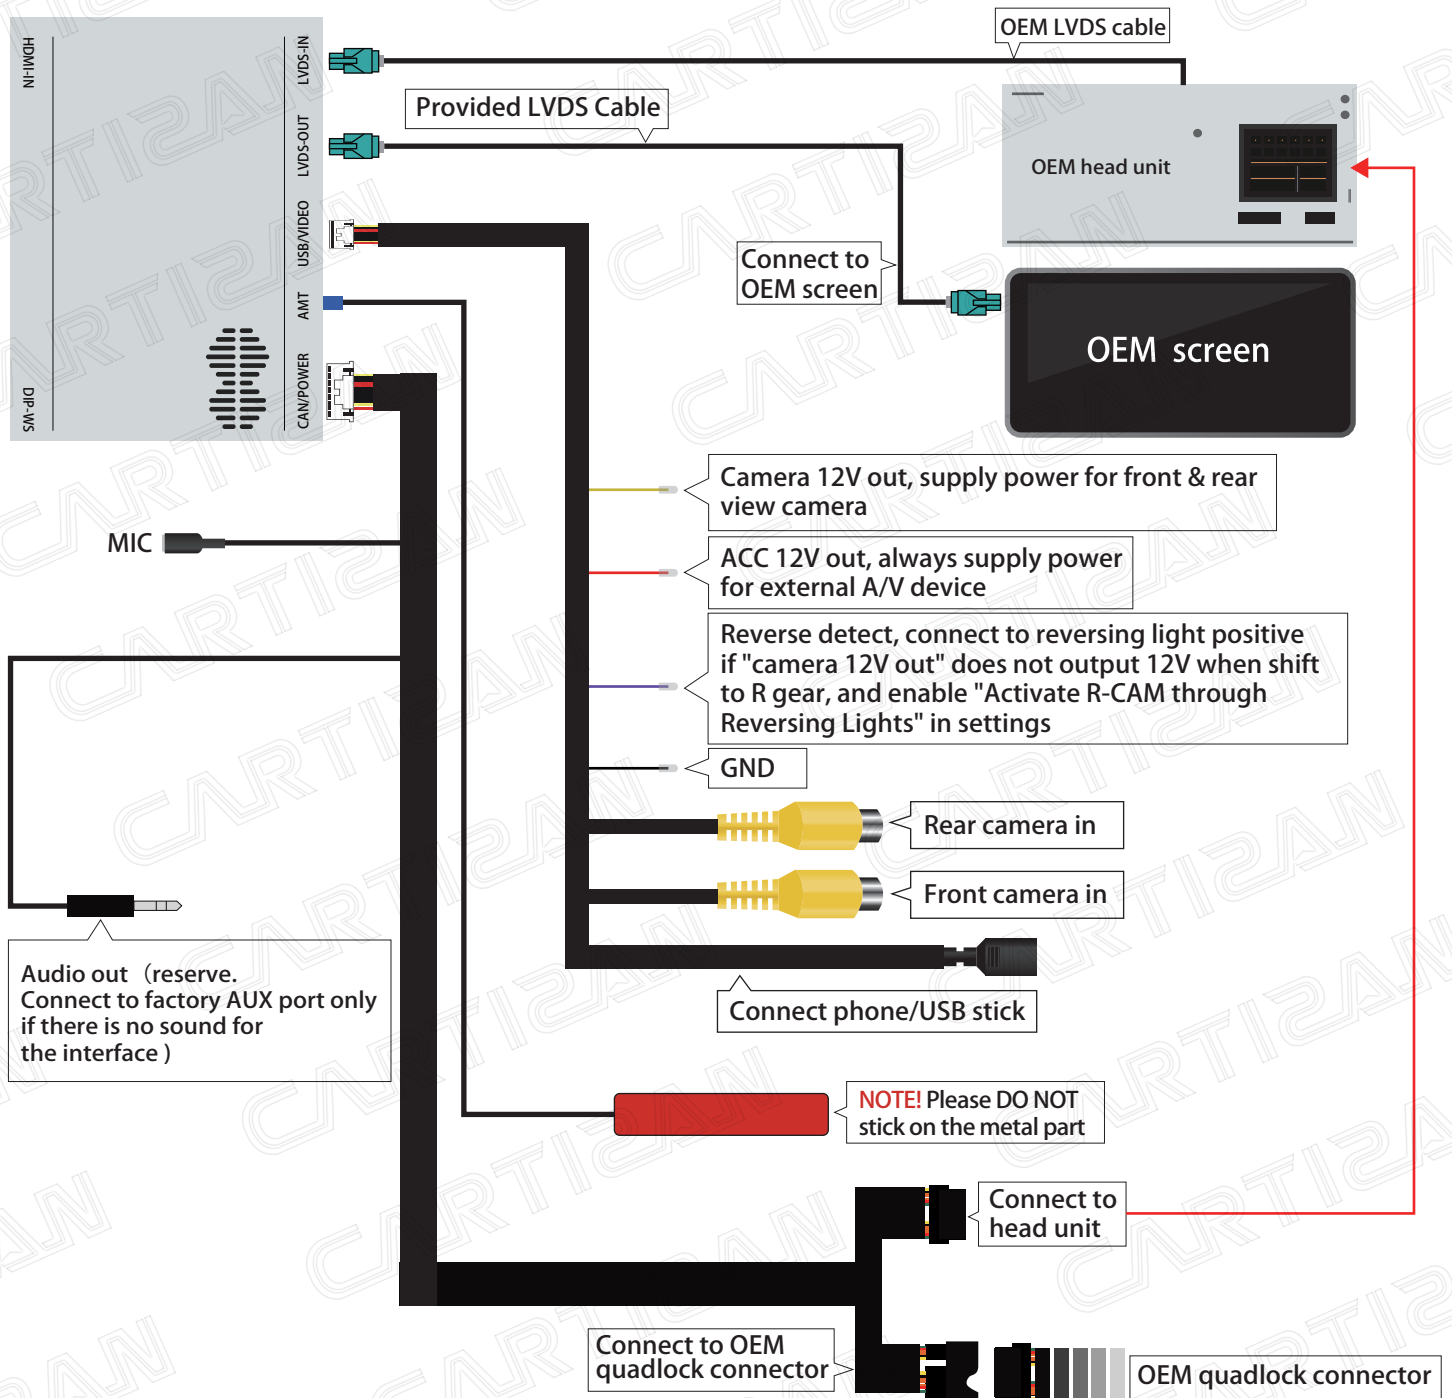 HDMI-IN
LVDS-IN
LVDS-OUT
USB/VIDEO
AMT
CAN/POWER
DIP-WS
OEM LVDS cable
Provided LVDS Cable
OEM head unit
Connect to
OEM screen
OEM screen
Camera 12V out, supply power for front & rear
view camera
MIC
ACC 12V out, always supply power
for external A/V device
Reverse detect, connect to reversing light positive
if "camera 12V out" does not output 12V when shift
to R gear, and enable "Activate R-CAM through
Reversing Lights" in settings
GND
Rear camera in
Front camera in
Audio out（reserve.
Connect to factory AUX port only
if there is no sound for
the interface )
Connect phone/USB stick
NOTE! Please DO NOT
stick on the metal part
Connect to
head unit
Connect to OEM
quadlock connector
OEM quadlock connector
CARTIZAN